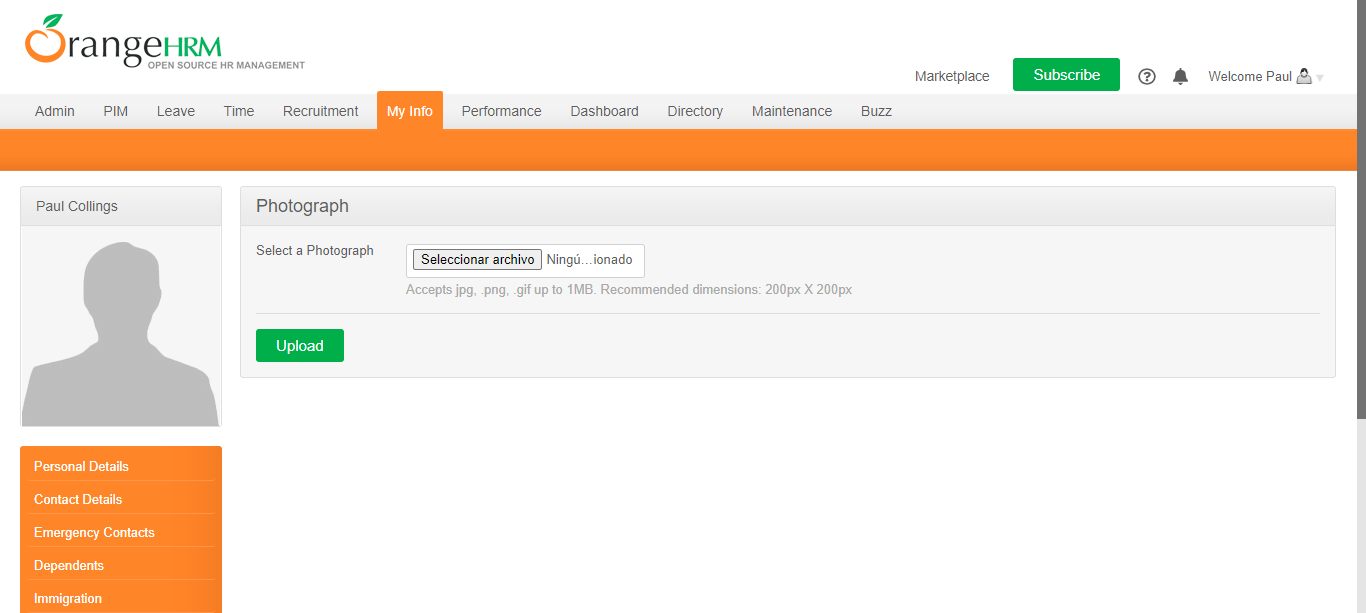 OrangeHRM
OPEN SOURCE HR MANAGEMENT
Marketplace Subscribe ? Welcome Paul
Admin PIM Leave Time Recruitment My Info Performance Dashboard Directory Maintenance Buzz
Paul Collings
Photograph
Select a Photograph Seleccionar archivo Ningú...ionado
Accepts jpg, .png, .gif up to 1MB. Recommended dimensions: 200px X 200px
Upload
Personal Details
Contact Details
Emergency Contacts
Dependents
Immigration